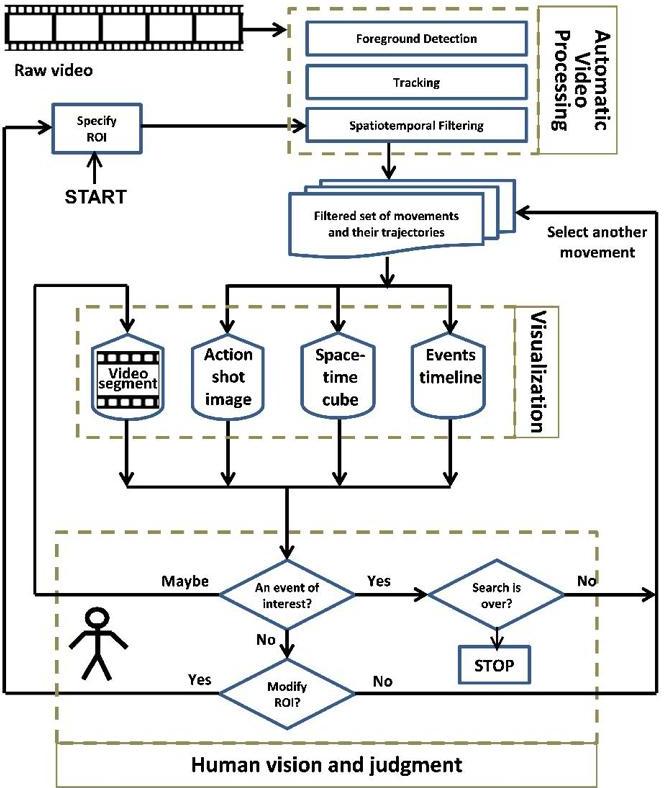 Raw video
Foreground Detection
Tracking
Spatiotemporal Filtering
Automatic
Video
Processing
Specify
ROI
START
Filtered set of movements
and their trajectories
Select another
movement
Video
segment
Action
shot
image
Space-
time
cube
Events
timeline
Visualization
Maybe
An event of
interest?
Yes
Search is
over?
No
No
STOP
Yes
Modify
ROI?
No
Human vision and judgment